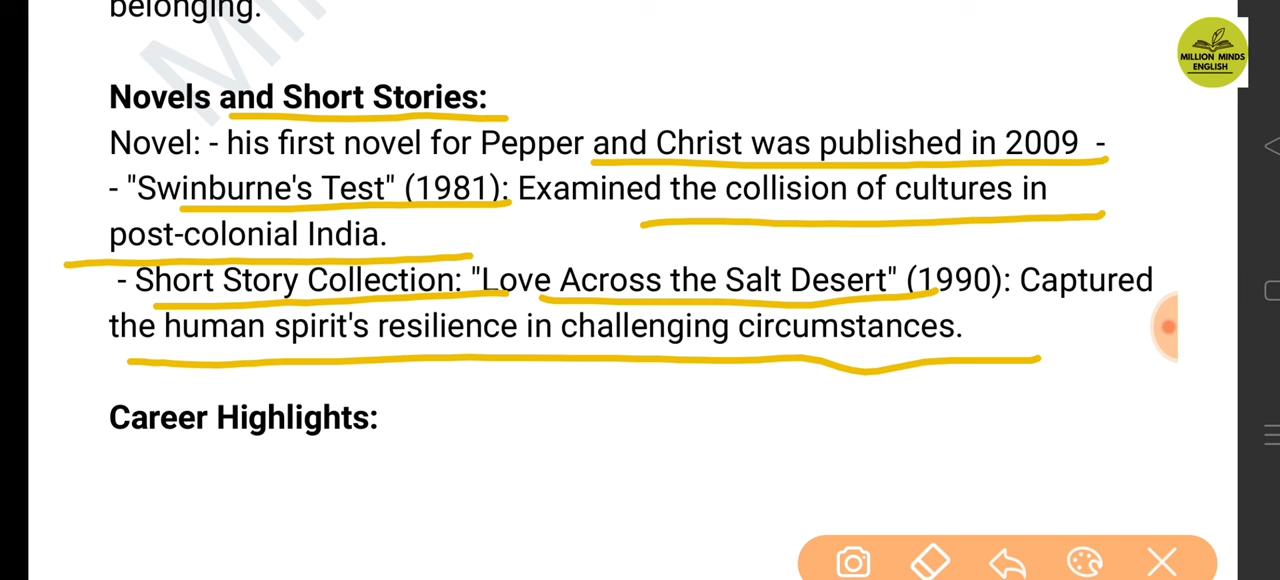 belonging.
Novels and Short Stories:
Novel: - his first novel for Pepper and Christ was published in 2009 -
- "Swinburne's Test" (1981): Examined the collision of cultures in
post-colonial India.
- Short Story Collection: "Love Across the Salt Desert" (1990): Captured
the human spirit's resilience in challenging circumstances.
Career Highlights:
MILLION MINDS
ENGLISH